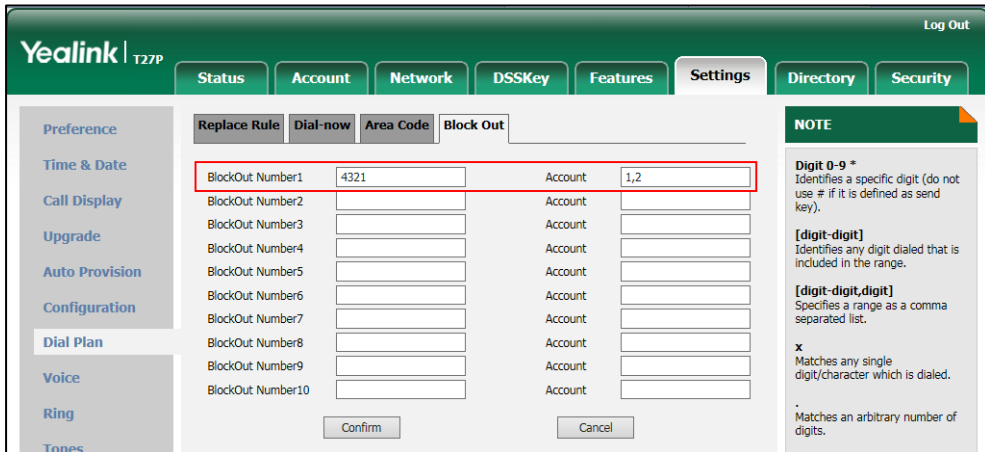 Log Out
Yealink T27P
Status Account Network DSSKey Features Settings Directory Security
Preference
Time & Date
Call Display
Upgrade
Auto Provision
Configuration
Dial Plan
Voice
Ring
Tones
Replace Rule Dial-now Area Code Block Out
BlockOut Number1 4321 Account 1,2
BlockOut Number2 Account
BlockOut Number3 Account
BlockOut Number4 Account
BlockOut Number5 Account
BlockOut Number6 Account
BlockOut Number7 Account
BlockOut Number8 Account
BlockOut Number9 Account
BlockOut Number10 Account
Confirm Cancel
NOTE
Digit 0-9 *
Identifies a specific digit (do not
use # if it is defined as send
key).
[digit-digit]
Identifies any digit dialed that is
included in the range.
[digit-digit,digit]
Specifies a range as a comma
separated list.
x
Matches any single
digit/character which is dialed.
.
Matches an arbitrary number of
digits.